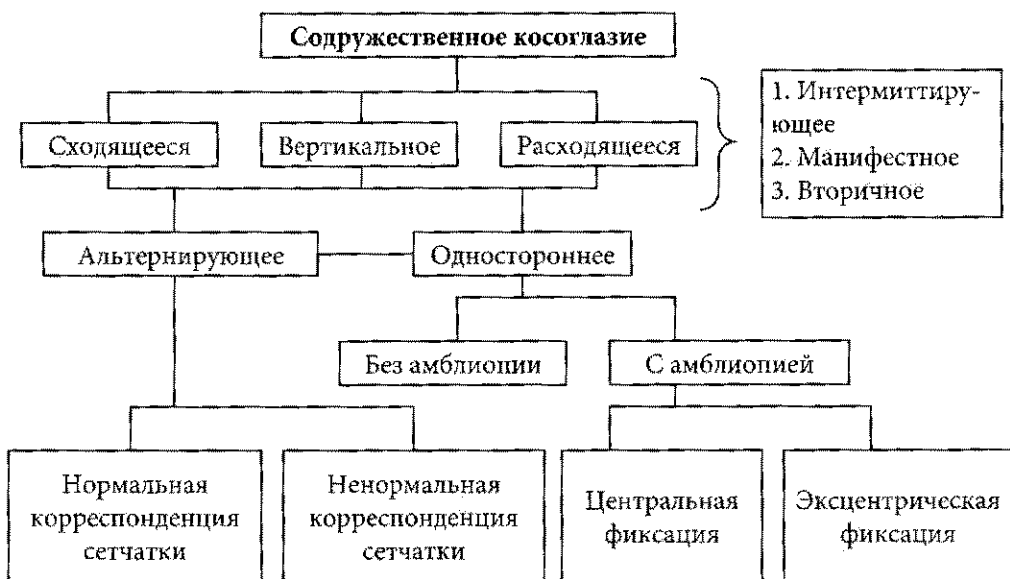 Содружественное косоглазие
Сходящееся
Вертикальное
Расходящееся
1. Интермиттиру-
ющее
2. Манифестное
3. Вторичное
Альтернирующее
Одностороннее
Без амблиопии
С амблиопией
Нормальная
корреспонденция
сетчатки
Ненормальная
корреспонденция
сетчатки
Центральная
фиксация
Эксцентрическая
фиксация